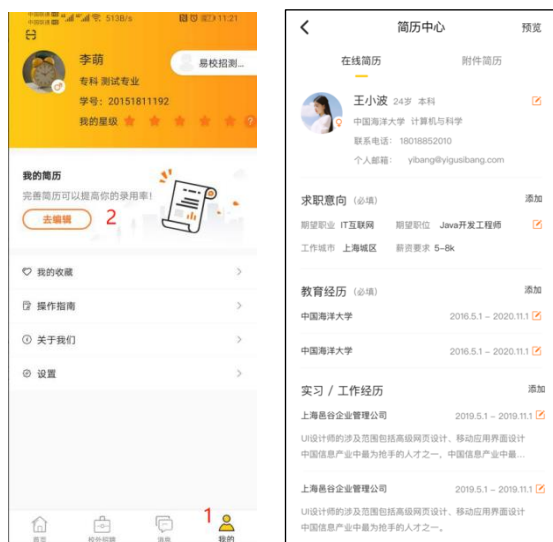 中国联通 513B/s 11:21
中国联通
李萌
易校招测...
专科 测试专业
学号：20151811192
我的星级
我的简历
完善简历可以提高你的录用率！
去编辑 2
我的收藏
操作指南
关于我们
设置
1
首页 校外招聘 消息 我的
简历中心 预览
在线简历 附件简历
王小波 24岁 本科
中国海洋大学 计算机与科学
联系电话： 18018852010
个人邮箱： yibang@yigusibang.com
求职意向 (必填) 添加
期望职业 IT互联网 期望职位 Java开发工程师
工作城市 上海城区 薪资要求 5-8k
教育经历 (必填) 添加
中国海洋大学 2016.5.1 – 2020.11.1
中国海洋大学 2016.5.1 – 2020.11.1
实习 / 工作经历 添加
上海邑谷企业管理公司 2019.5.1 – 2019.11.1
UI设计师的涉及范围包括高级网页设计、移动应用界面设计
中国信息产业中最为抢手的人才之一，中国信息产业中最...
上海邑谷企业管理公司 2019.5.1 – 2019.11.1
UI设计师的涉及范围包括高级网页设计、移动应用界面设计
中国信息产业中最为抢手的人才之一。